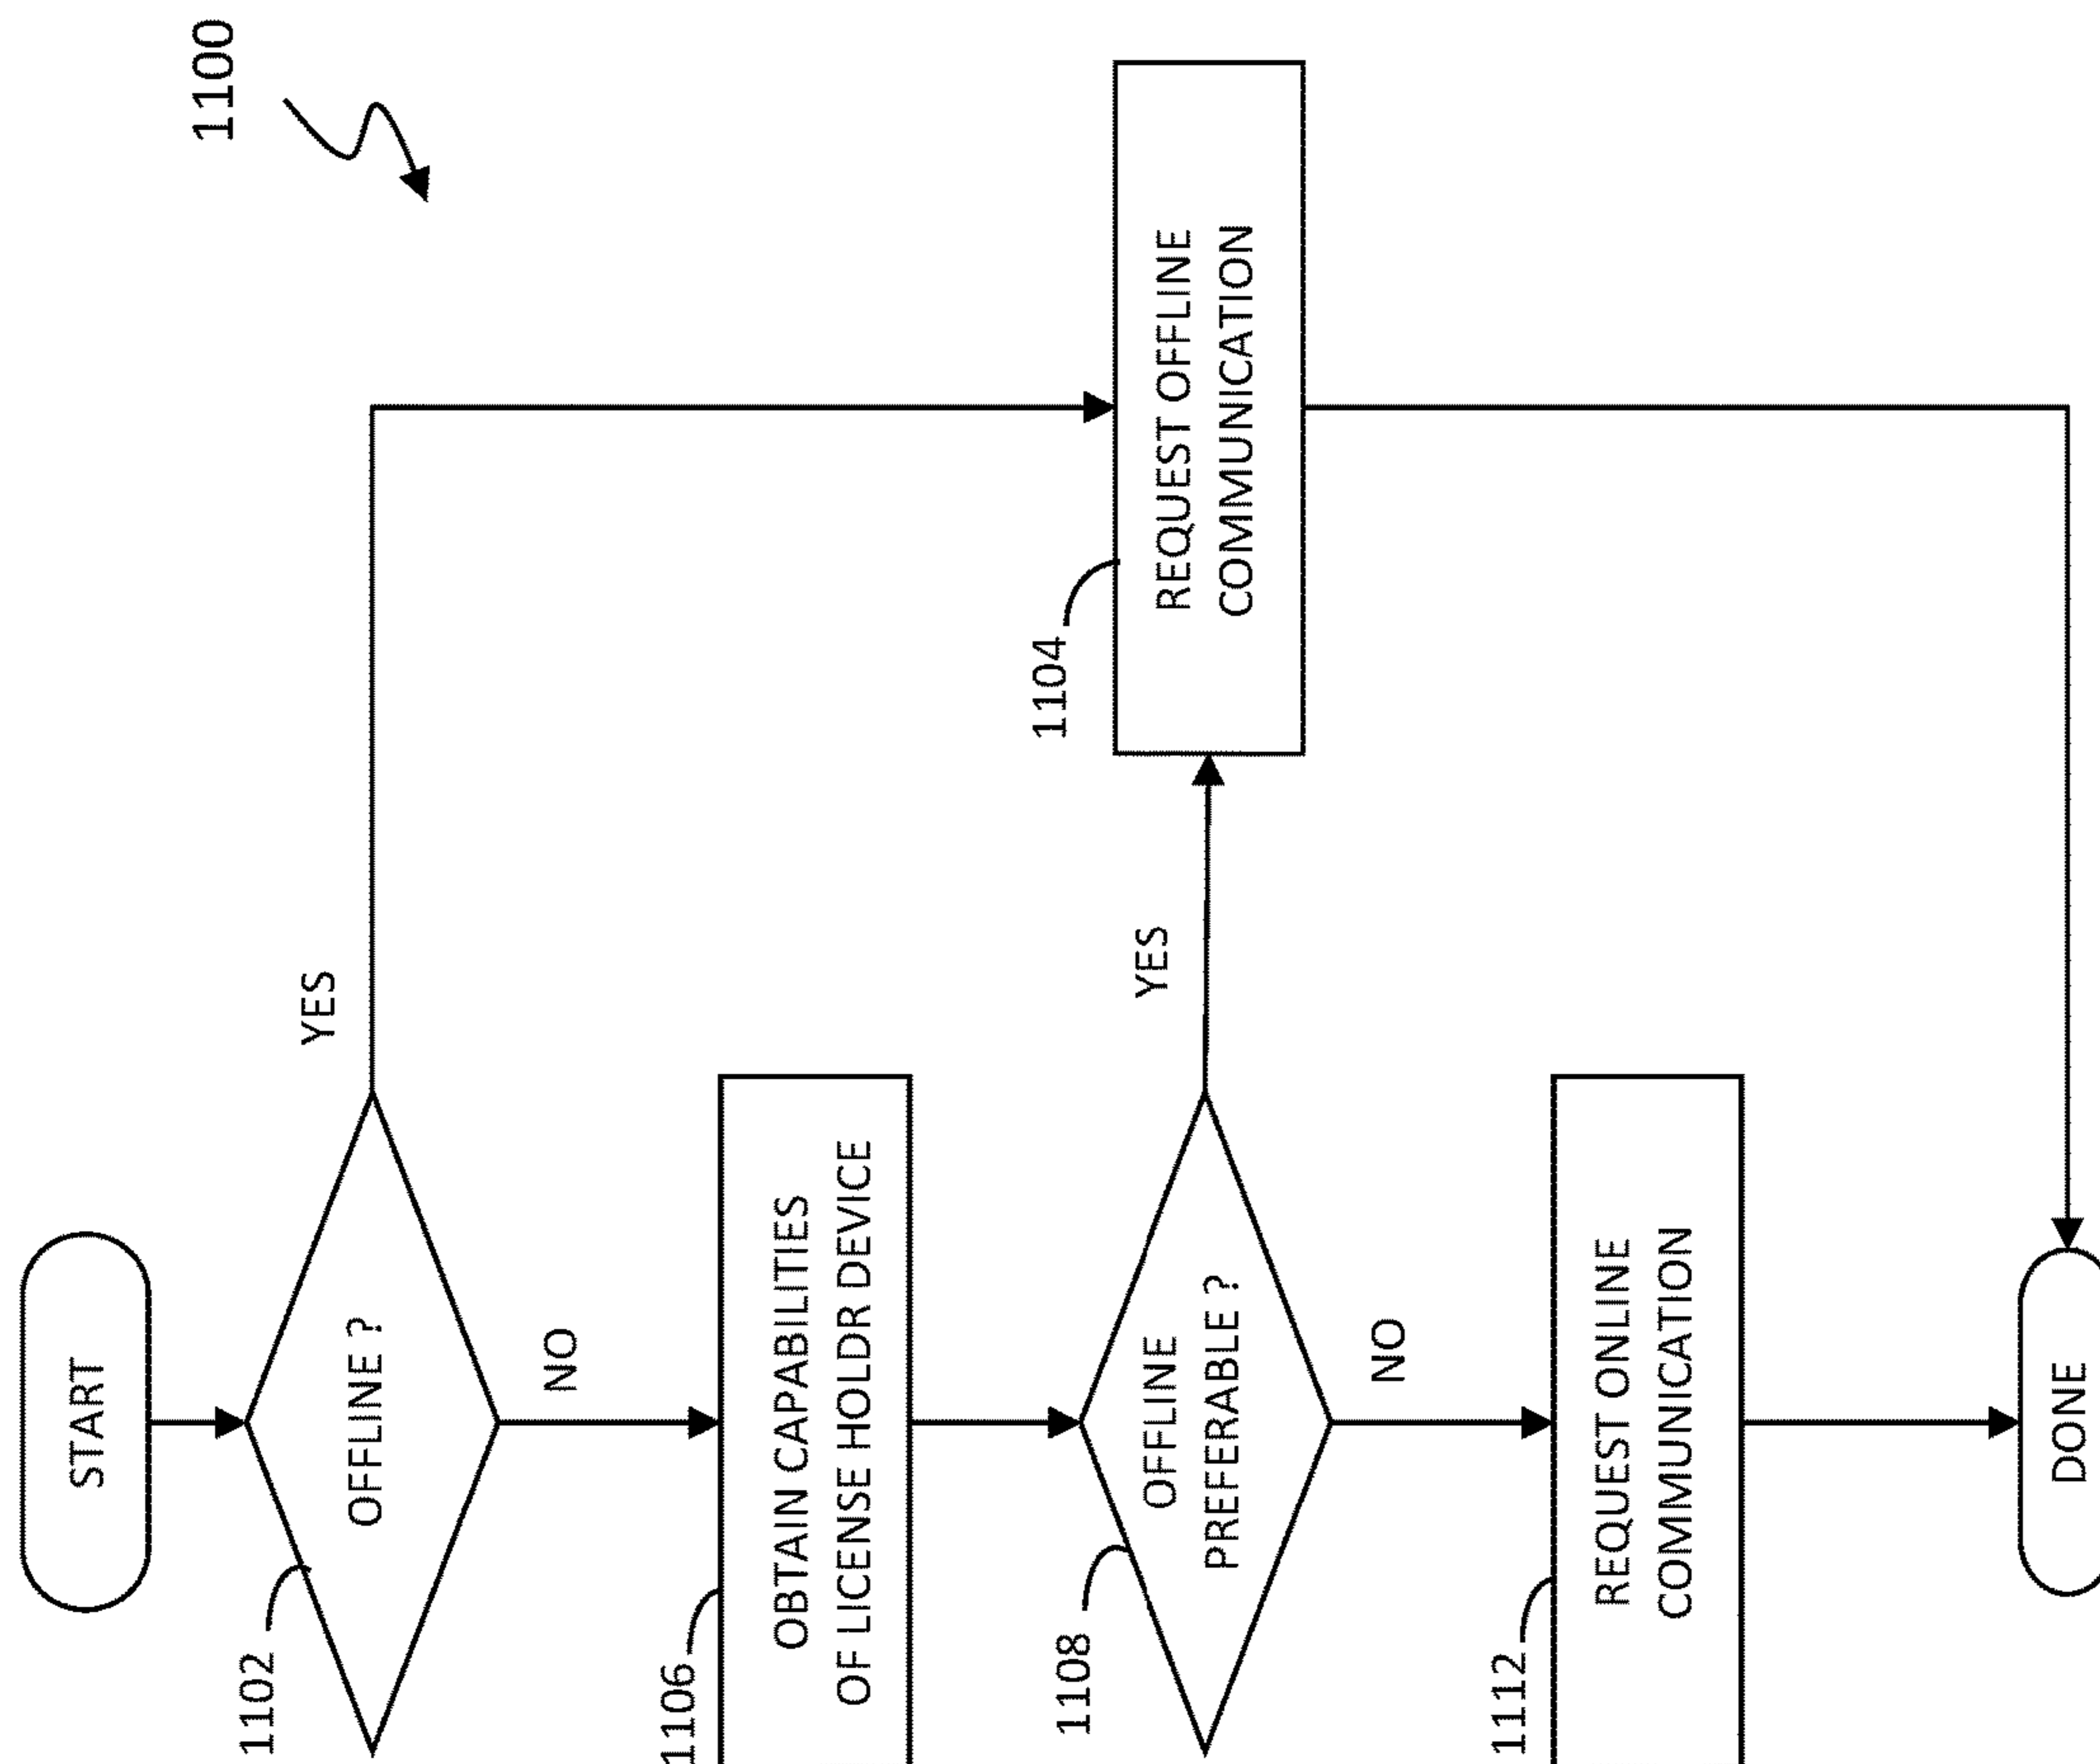 1100
START
1102
OFFLINE ?
YES
NO
1106
OBTAIN CAPABILITIES
OF LICENSE HOLDR DEVICE
1108
OFFLINE
PREFERABLE ?
YES
1104
REQUEST OFFLINE
COMMUNICATION
NO
1112
REQUEST ONLINE
COMMUNICATION
DONE